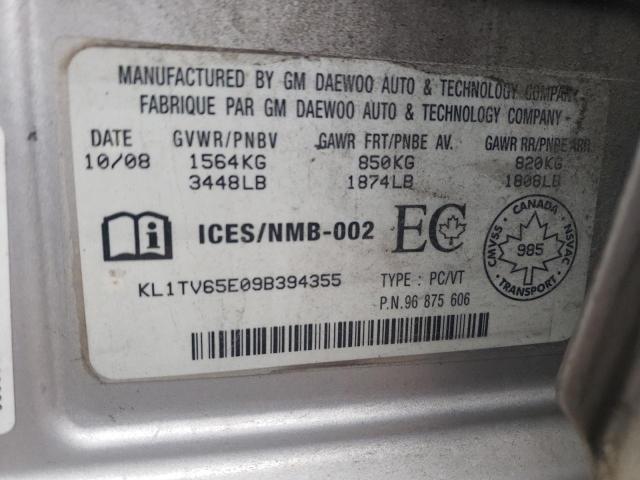 MANUFACTURED BY GM DAEWOO AUTO & TECHNOLOGY COMPANY
FABRIQUE PAR GM DAEWOO AUTO & TECHNOLOGY COMPANY
DATE GVWR/PNBV GAWR FRT/PNBE AV. GAWR RR/PNBE ARR
10/08 1564KG 850KG 820KG
3448LB 1874LB 1808LB
ICES/NMB-002 EC
CANADA
CMVSS 985 NSVAC
TRANSPORT
KL1TV65E09B394355 TYPE : PC/VT
P.N.96 875 606